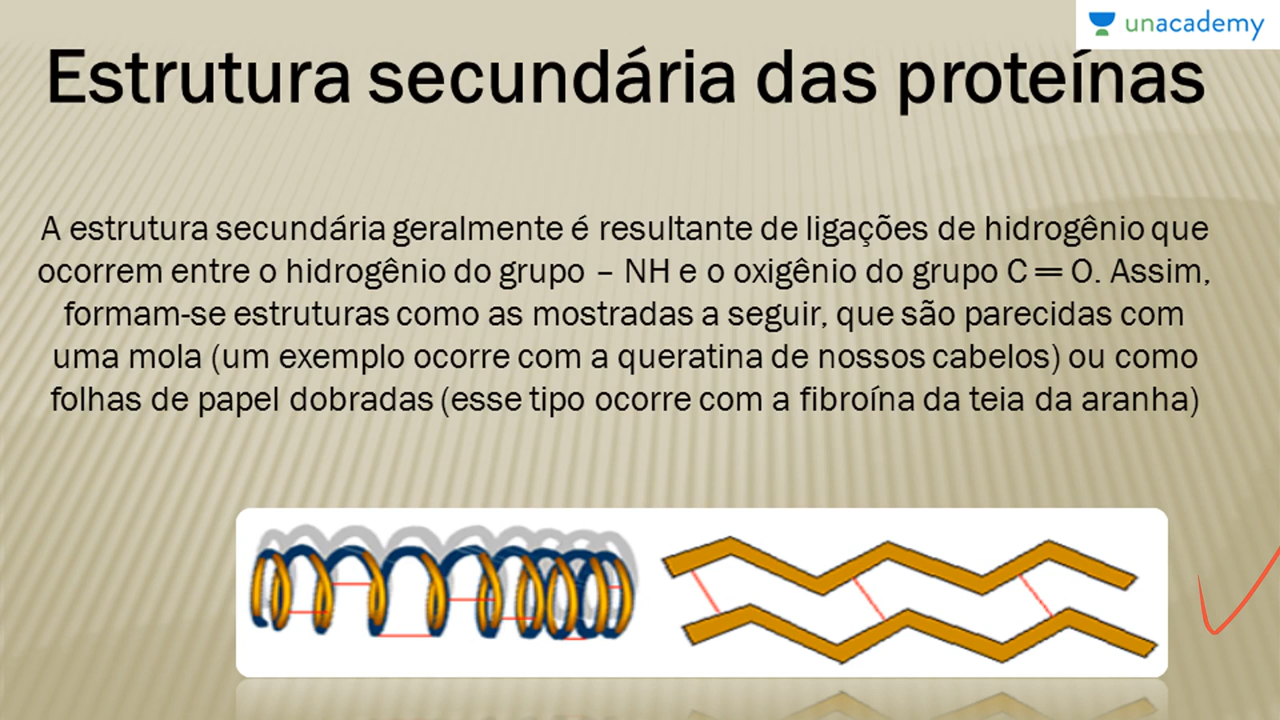 unacademy
Estrutura secundária das proteínas
A estrutura secundária geralmente é resultante de ligações de hidrogênio que
ocorrem entre o hidrogênio do grupo – NH e o oxigênio do grupo C ═ O. Assim,
formam-se estruturas como as mostradas a seguir, que são parecidas com
uma mola (um exemplo ocorre com a queratina de nossos cabelos) ou como
folhas de papel dobradas (esse tipo ocorre com a fibroína da teia da aranha)